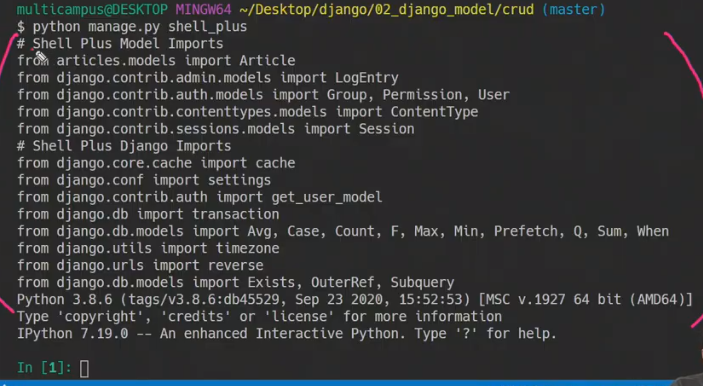 multicampus@DESKTOP MINGW64 ~/Desktop/django/02_django_model/crud (master)
$ python manage.py shell_plus
# Shell Plus Model Imports
from articles.models import Article
from django.contrib.admin.models import LogEntry
from django.contrib.auth.models import Group, Permission, User
from django.contrib.contenttypes.models import ContentType
from django.contrib.sessions.models import Session
# Shell Plus Django Imports
from django.core.cache import cache
from django.conf import settings
from django.contrib.auth import get_user_model
from django.db import transaction
from django.db.models import Avg, Case, Count, F, Max, Min, Prefetch, Q, Sum, When
from django.utils import timezone
from django.urls import reverse
from django.db.models import Exists, OuterRef, Subquery
Python 3.8.6 (tags/v3.8.6:db45529, Sep 23 2020, 15:52:53) [MSC v.1927 64 bit (AMD64)]
Type 'copyright', 'credits' or 'license' for more information
IPython 7.19.0 -- An enhanced Interactive Python. Type '?' for help.
In [1]: